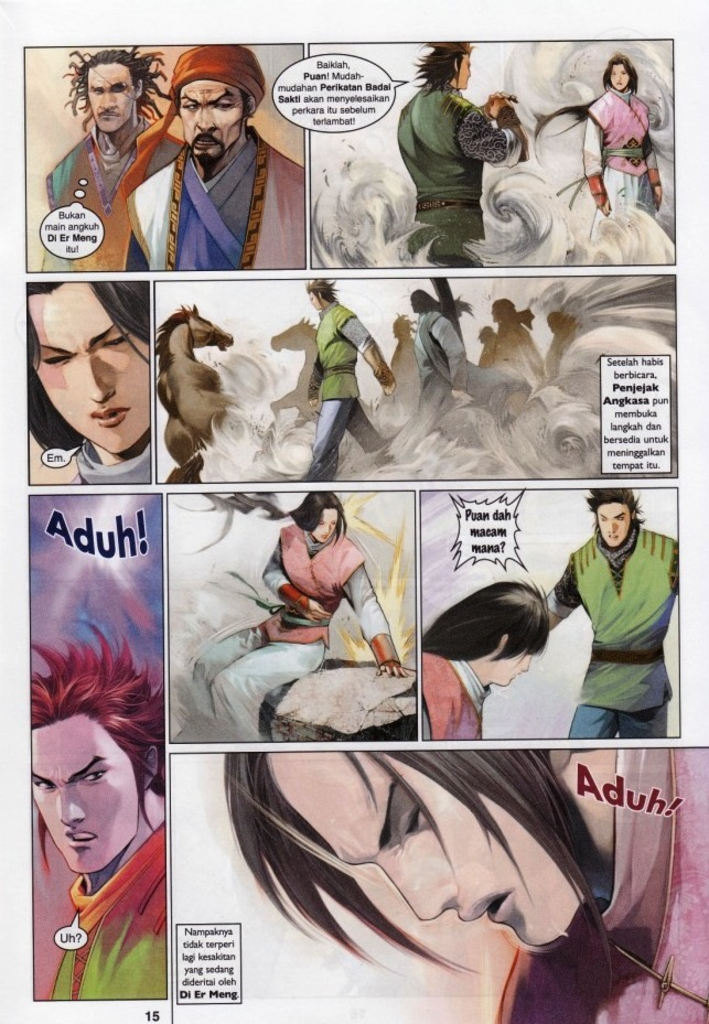 Bukan
main angkuh
Di Er Meng
itu!
Baiklah,
Puan! Mudah-
mudahan Perikatan Badai
Sakti akan menyelesaikan
perkara itu sebelum
terlambat!
Em.
Setelah habis
berbicara,
Penjejak
Angkasa pun
membuka
langkah dan
bersedia untuk
meninggalkan
tempat itu.
Aduh!
Uh?
Puan dah
macam
mana?
Aduh!
Nampaknya
tidak terperi
lagi kesakitan
yang sedang
dideritai oleh
Di Er Meng.
15